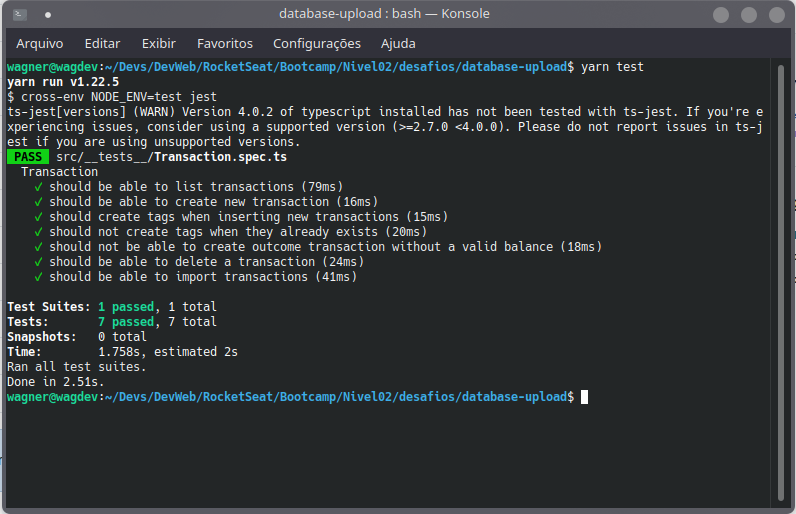 database-upload : bash — Konsole
Arquivo Editar Exibir Favoritos Configurações Ajuda
wagner@wagdev:~/Devs/DevWeb/RocketSeat/Bootcamp/Nivel02/desafios/database-upload$ yarn test
yarn run v1.22.5
$ cross-env NODE_ENV=test jest
ts-jest[versions] (WARN) Version 4.0.2 of typescript installed has not been tested with ts-jest. If you're e
xperiencing issues, consider using a supported version (>=2.7.0 <4.0.0). Please do not report issues in ts-j
est if you are using unsupported versions.
PASS src/__tests__/Transaction.spec.ts
Transaction
✓ should be able to list transactions (79ms)
✓ should be able to create new transaction (16ms)
✓ should create tags when inserting new transactions (15ms)
✓ should not create tags when they already exists (20ms)
✓ should not be able to create outcome transaction without a valid balance (18ms)
✓ should be able to delete a transaction (24ms)
✓ should be able to import transactions (41ms)
Test Suites: 1 passed, 1 total
Tests: 7 passed, 7 total
Snapshots: 0 total
Time: 1.758s, estimated 2s
Ran all test suites.
Done in 2.51s.
wagner@wagdev:~/Devs/DevWeb/RocketSeat/Bootcamp/Nivel02/desafios/database-upload$